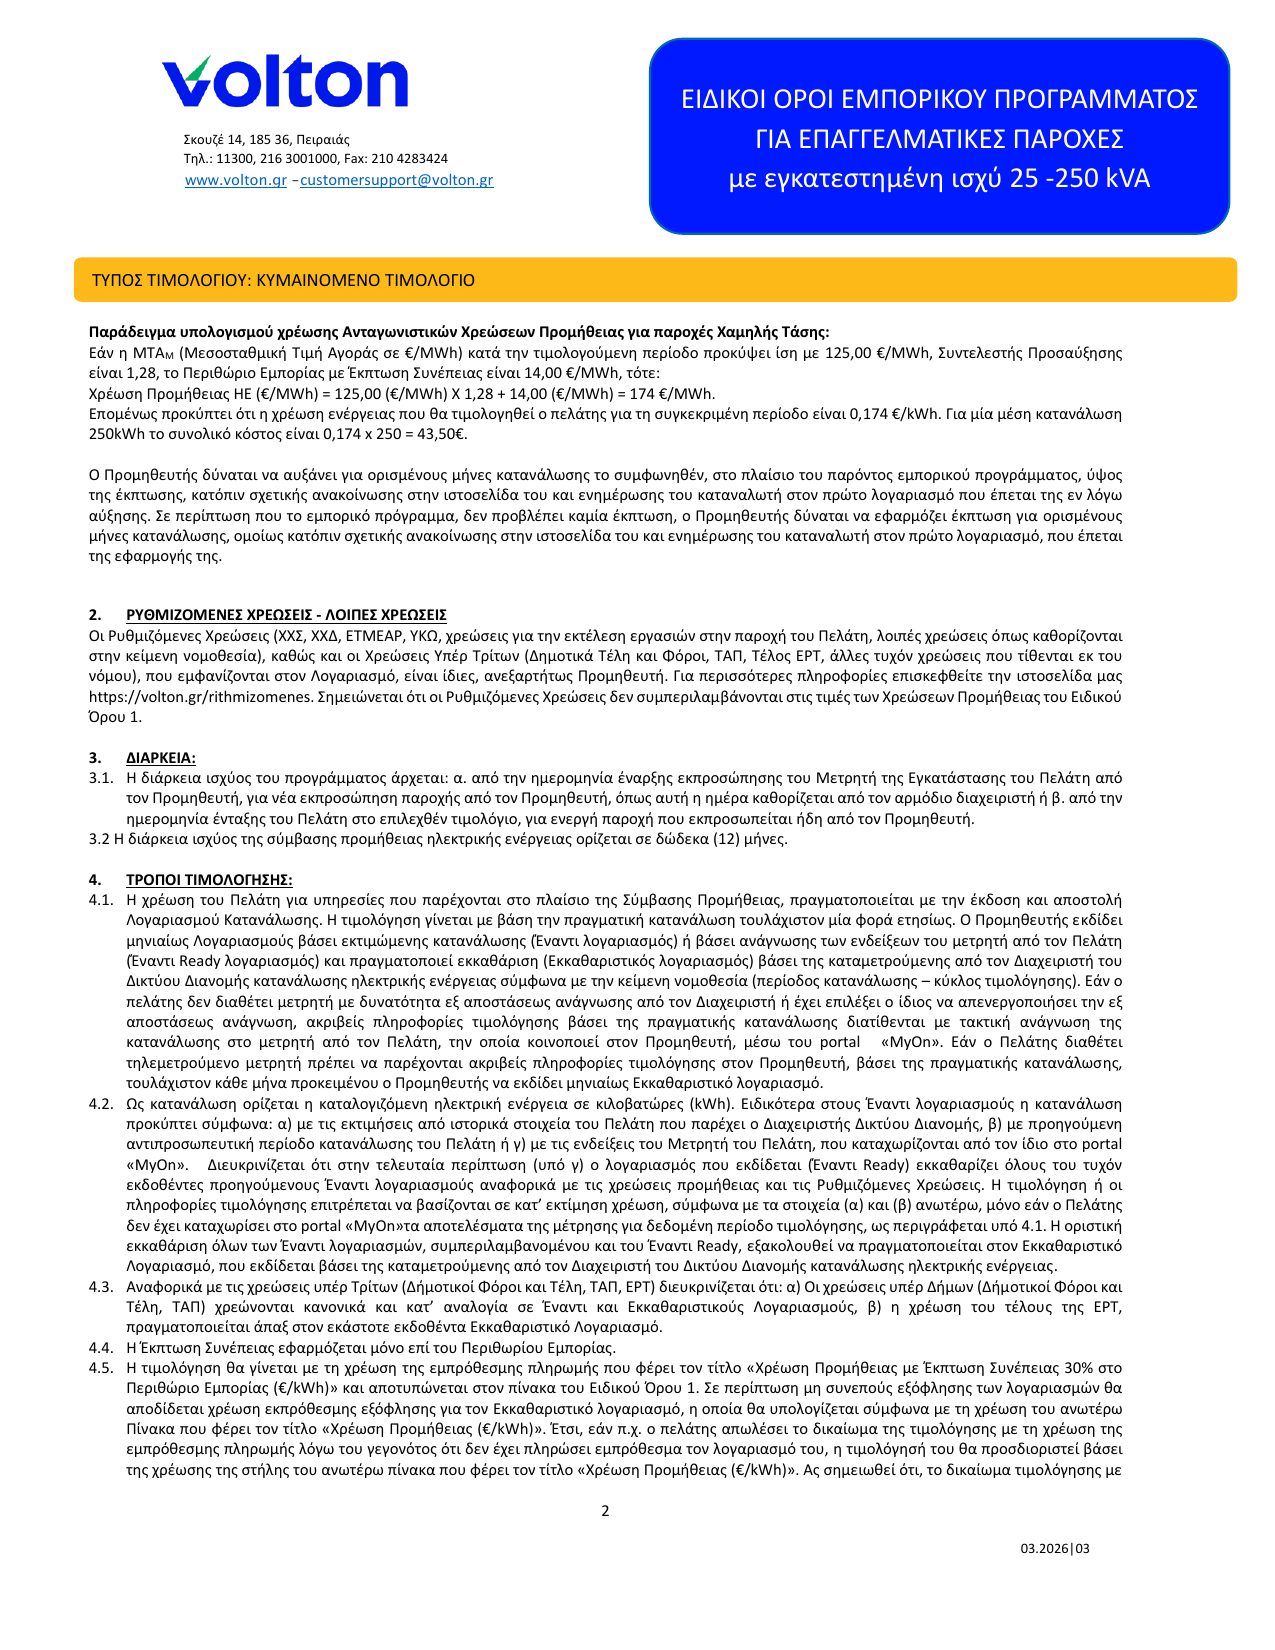 volton
Σκουζέ 14, 185 36, Πειραιάς
Τηλ.: 11300, 216 3001000, Fax: 210 4283424
www.volton.gr –customersupport@volton.gr
ΕΙΔΙΚΟΙ ΟΡΟΙ ΕΜΠΟΡΙΚΟΥ ΠΡΟΓΡΑΜΜΑΤΟΣ
ΓΙΑ ΕΠΑΓΓΕΛΜΑΤΙΚΕΣ ΠΑΡΟΧΕΣ
με εγκατεστημένη ισχύ 25 -250 kVA
ΤΥΠΟΣ ΤΙΜΟΛΟΓΙΟΥ: ΚΥΜΑΙΝΟΜΕΝΟ ΤΙΜΟΛΟΓΙΟ
Παράδειγμα υπολογισμού χρέωσης Ανταγωνιστικών Χρεώσεων Προμήθειας για παροχές Χαμηλής Τάσης:
Εάν η ΜΤΑΜ (Μεσοσταθμική Τιμή Αγοράς σε €/MWh) κατά την τιμολογούμενη περίοδο προκύψει ίση με 125,00 €/MWh, Συντελεστής Προσαύξησης
είναι 1,28, το Περιθώριο Εμπορίας με Έκπτωση Συνέπειας είναι 14,00 €/MWh, τότε:
Χρέωση Προμήθειας ΗΕ (€/MWh) = 125,00 (€/MWh) Χ 1,28 + 14,00 (€/MWh) = 174 €/MWh.
Επομένως προκύπτει ότι η χρέωση ενέργειας που θα τιμολογηθεί ο πελάτης για τη συγκεκριμένη περίοδο είναι 0,174 €/kWh. Για μία μέση κατανάλωση
250kWh το συνολικό κόστος είναι 0,174 x 250 = 43,50€.
Ο Προμηθευτής δύναται να αυξάνει για ορισμένους μήνες κατανάλωσης το συμφωνηθέν, στο πλαίσιο του παρόντος εμπορικού προγράμματος, ύψος
της έκπτωσης, κατόπιν σχετικής ανακοίνωσης στην ιστοσελίδα του και ενημέρωσης του καταναλωτή στον πρώτο λογαριασμό που έπεται της εν λόγω
αύξησης. Σε περίπτωση που το εμπορικό πρόγραμμα, δεν προβλέπει καμία έκπτωση, ο Προμηθευτής δύναται να εφαρμόζει έκπτωση για ορισμένους
μήνες κατανάλωσης, ομοίως κατόπιν σχετικής ανακοίνωσης στην ιστοσελίδα του και ενημέρωσης του καταναλωτή στον πρώτο λογαριασμό, που έπεται
της εφαρμογής της.
2. ΡΥΘΜΙΖΟΜΕΝΕΣ ΧΡΕΩΣΕΙΣ - ΛΟΙΠΕΣ ΧΡΕΩΣΕΙΣ
Οι Ρυθμιζόμενες Χρεώσεις (ΧΧΣ, ΧΧΔ, ΕΤΜΕΑΡ, ΥΚΩ, χρεώσεις για την εκτέλεση εργασιών στην παροχή του Πελάτη, λοιπές χρεώσεις όπως καθορίζονται
στην κείμενη νομοθεσία), καθώς και οι Χρεώσεις Υπέρ Τρίτων (Δημοτικά Τέλη και Φόροι, ΤΑΠ, Τέλος ΕΡΤ, άλλες τυχόν χρεώσεις που τίθενται εκ του
νόμου), που εμφανίζονται στον Λογαριασμό, είναι ίδιες, ανεξαρτήτως Προμηθευτή. Για περισσότερες πληροφορίες επισκεφθείτε την ιστοσελίδα μας
https://volton.gr/rithmizomenes. Σημειώνεται ότι οι Ρυθμιζόμενες Χρεώσεις δεν συμπεριλαμβάνονται στις τιμές των Χρεώσεων Προμήθειας του Ειδικού
Όρου 1.
3. ΔΙΑΡΚΕΙΑ:
3.1. Η διάρκεια ισχύος του προγράμματος άρχεται: α. από την ημερομηνία έναρξης εκπροσώπησης του Μετρητή της Εγκατάστασης του Πελάτη από
τον Προμηθευτή, για νέα εκπροσώπηση παροχής από τον Προμηθευτή, όπως αυτή η ημέρα καθορίζεται από τον αρμόδιο διαχειριστή ή β. από την
ημερομηνία ένταξης του Πελάτη στο επιλεχθέν τιμολόγιο, για ενεργή παροχή που εκπροσωπείται ήδη από τον Προμηθευτή.
3.2 Η διάρκεια ισχύος της σύμβασης προμήθειας ηλεκτρικής ενέργειας ορίζεται σε δώδεκα (12) μήνες.
4. ΤΡΟΠΟΙ ΤΙΜΟΛΟΓΗΣΗΣ:
4.1. Η χρέωση του Πελάτη για υπηρεσίες που παρέχονται στο πλαίσιο της Σύμβασης Προμήθειας, πραγματοποιείται με την έκδοση και αποστολή
Λογαριασμού Κατανάλωσης. Η τιμολόγηση γίνεται με βάση την πραγματική κατανάλωση τουλάχιστον μία φορά ετησίως. Ο Προμηθευτής εκδίδει
μηνιαίως Λογαριασμούς βάσει εκτιμώμενης κατανάλωσης (Έναντι λογαριασμός) ή βάσει ανάγνωσης των ενδείξεων του μετρητή από τον Πελάτη
(Έναντι Ready λογαριασμός) και πραγματοποιεί εκκαθάριση (Εκκαθαριστικός λογαριασμός) βάσει της καταμετρούμενης από τον Διαχειριστή του
Δικτύου Διανομής κατανάλωσης ηλεκτρικής ενέργειας σύμφωνα με την κείμενη νομοθεσία (περίοδος κατανάλωσης – κύκλος τιμολόγησης). Εάν ο
πελάτης δεν διαθέτει μετρητή με δυνατότητα εξ αποστάσεως ανάγνωσης από τον Διαχειριστή ή έχει επιλέξει ο ίδιος να απενεργοποιήσει την εξ
αποστάσεως ανάγνωση, ακριβείς πληροφορίες τιμολόγησης βάσει της πραγματικής κατανάλωσης διατίθενται με τακτική ανάγνωση της
κατανάλωσης στο μετρητή από τον Πελάτη, την οποία κοινοποιεί στον Προμηθευτή, μέσω του portal «MyOn». Εάν ο Πελάτης διαθέτει
τηλεμετρούμενο μετρητή πρέπει να παρέχονται ακριβείς πληροφορίες τιμολόγησης στον Προμηθευτή, βάσει της πραγματικής κατανάλωσης,
τουλάχιστον κάθε μήνα προκειμένου ο Προμηθευτής να εκδίδει μηνιαίως Εκκαθαριστικό λογαριασμό.
4.2. Ως κατανάλωση ορίζεται η καταλογιζόμενη ηλεκτρική ενέργεια σε κιλοβατώρες (kWh). Ειδικότερα στους Έναντι λογαριασμούς η κατανάλωση
προκύπτει σύμφωνα: α) με τις εκτιμήσεις από ιστορικά στοιχεία του Πελάτη που παρέχει ο Διαχειριστής Δικτύου Διανομής, β) με προηγούμενη
αντιπροσωπευτική περίοδο κατανάλωσης του Πελάτη ή γ) με τις ενδείξεις του Μετρητή του Πελάτη, που καταχωρίζονται από τον ίδιο στο portal
«MyOn». Διευκρινίζεται ότι στην τελευταία περίπτωση (υπό γ) ο λογαριασμός που εκδίδεται (Έναντι Ready) εκκαθαρίζει όλους του τυχόν
εκδοθέντες προηγούμενους Έναντι λογαριασμούς αναφορικά με τις χρεώσεις προμήθειας και τις Ρυθμιζόμενες Χρεώσεις. Η τιμολόγηση ή οι
πληροφορίες τιμολόγησης επιτρέπεται να βασίζονται σε κατ’ εκτίμηση χρέωση, σύμφωνα με τα στοιχεία (α) και (β) ανωτέρω, μόνο εάν ο Πελάτης
δεν έχει καταχωρίσει στο portal «MyOn»τα αποτελέσματα της μέτρησης για δεδομένη περίοδο τιμολόγησης, ως περιγράφεται υπό 4.1. Η οριστική
εκκαθάριση όλων των Έναντι λογαριασμών, συμπεριλαμβανομένου και του Έναντι Ready, εξακολουθεί να πραγματοποιείται στον Εκκαθαριστικό
Λογαριασμό, που εκδίδεται βάσει της καταμετρούμενης από τον Διαχειριστή του Δικτύου Διανομής κατανάλωσης ηλεκτρικής ενέργειας.
4.3. Αναφορικά με τις χρεώσεις υπέρ Τρίτων (Δήμοτικοί Φόροι και Τέλη, ΤΑΠ, ΕΡΤ) διευκρινίζεται ότι: α) Οι χρεώσεις υπέρ Δήμων (Δήμοτικοί Φόροι και
Τέλη, ΤΑΠ) χρεώνονται κανονικά και κατ’ αναλογία σε Έναντι και Εκκαθαριστικούς Λογαριασμούς, β) η χρέωση του τέλους της ΕΡΤ,
πραγματοποιείται άπαξ στον εκάστοτε εκδοθέντα Εκκαθαριστικό Λογαριασμό.
4.4. Η Έκπτωση Συνέπειας εφαρμόζεται μόνο επί του Περιθωρίου Εμπορίας.
4.5. Η τιμολόγηση θα γίνεται με τη χρέωση της εμπρόθεσμης πληρωμής που φέρει τον τίτλο «Χρέωση Προμήθειας με Έκπτωση Συνέπειας 30% στο
Περιθώριο Εμπορίας (€/kWh)» και αποτυπώνεται στον πίνακα του Ειδικού Όρου 1. Σε περίπτωση μη συνεπούς εξόφλησης των λογαριασμών θα
αποδίδεται χρέωση εκπρόθεσμης εξόφλησης για τον Εκκαθαριστικό λογαριασμό, η οποία θα υπολογίζεται σύμφωνα με τη χρέωση του ανωτέρω
Πίνακα που φέρει τον τίτλο «Χρέωση Προμήθειας (€/kWh)». Έτσι, εάν π.χ. ο πελάτης απωλέσει το δικαίωμα της τιμολόγησης με τη χρέωση της
εμπρόθεσμης πληρωμής λόγω του γεγονότος ότι δεν έχει πληρώσει εμπρόθεσμα τον λογαριασμό του, η τιμολόγησή του θα προσδιοριστεί βάσει
της χρέωσης της στήλης του ανωτέρω πίνακα που φέρει τον τίτλο «Χρέωση Προμήθειας (€/kWh)». Ας σημειωθεί ότι, το δικαίωμα τιμολόγησης με
2
03.2026|03